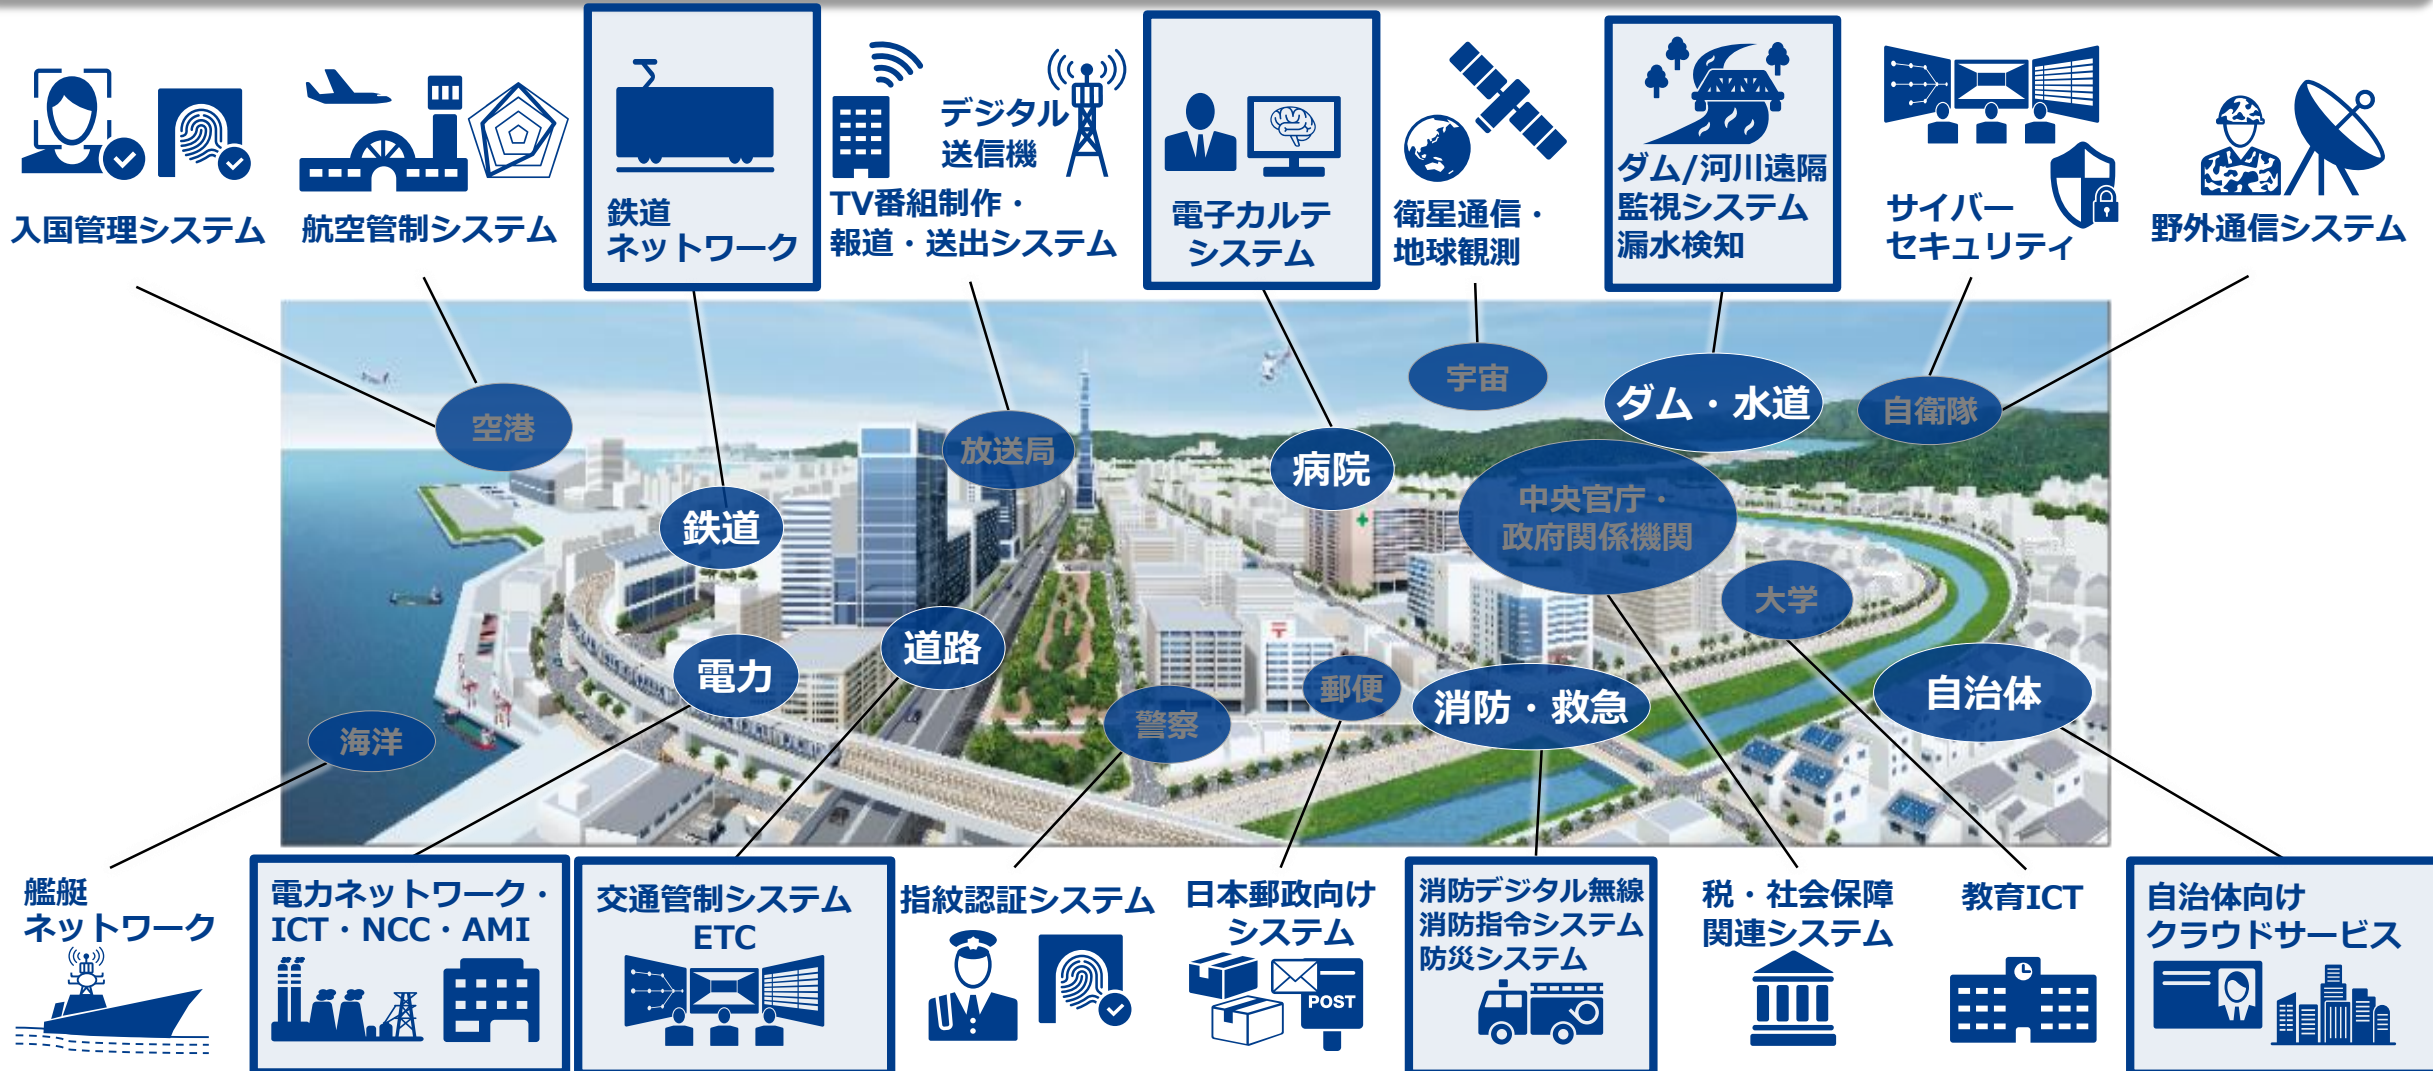 入国管理システム
航空管制システム
鉄道
ネットワーク
デジタル
送信機
TV番組制作・
報道・送出システム
電子カルテ
システム
衛星通信・
地球観測
ダム/河川遠隔
監視システム
漏水検知
サイバー
セキュリティ
野外通信システム
空港
放送局
宇宙
ダム・水道
自衛隊
鉄道
病院
中央官庁・
政府関係機関
大学
電力
道路
海洋
警察
郵便
消防・救急
自治体
艦艇
ネットワーク
電力ネットワーク・
ICT・NCC・AMI
交通管制システム
ETC
指紋認証システム
日本郵政向け
システム
POST
消防デジタル無線
消防指令システム
防災システム
税・社会保障
関連システム
教育ICT
自治体向け
クラウドサービス